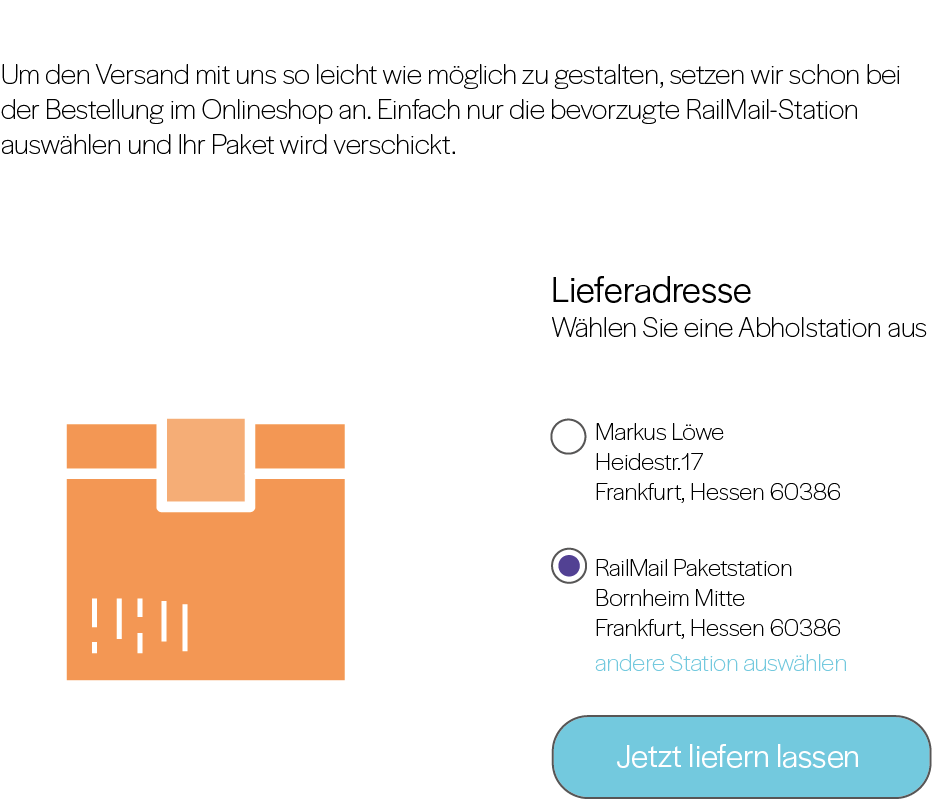 Um den Versand mit uns so leicht wie möglich zu gestalten, setzen wir schon bei
der Bestellung im Onlineshop an. Einfach nur die bevorzugte RailMail-Station
auswählen und Ihr Paket wird verschickt.
Lieferadresse
Wählen Sie eine Abholstation aus
Markus Löwe
Heidestr.17
Frankfurt, Hessen 60386
RailMail Paketstation
Bornheim Mitte
Frankfurt, Hessen 60386
andere Station auswählen
Jetzt liefern lassen